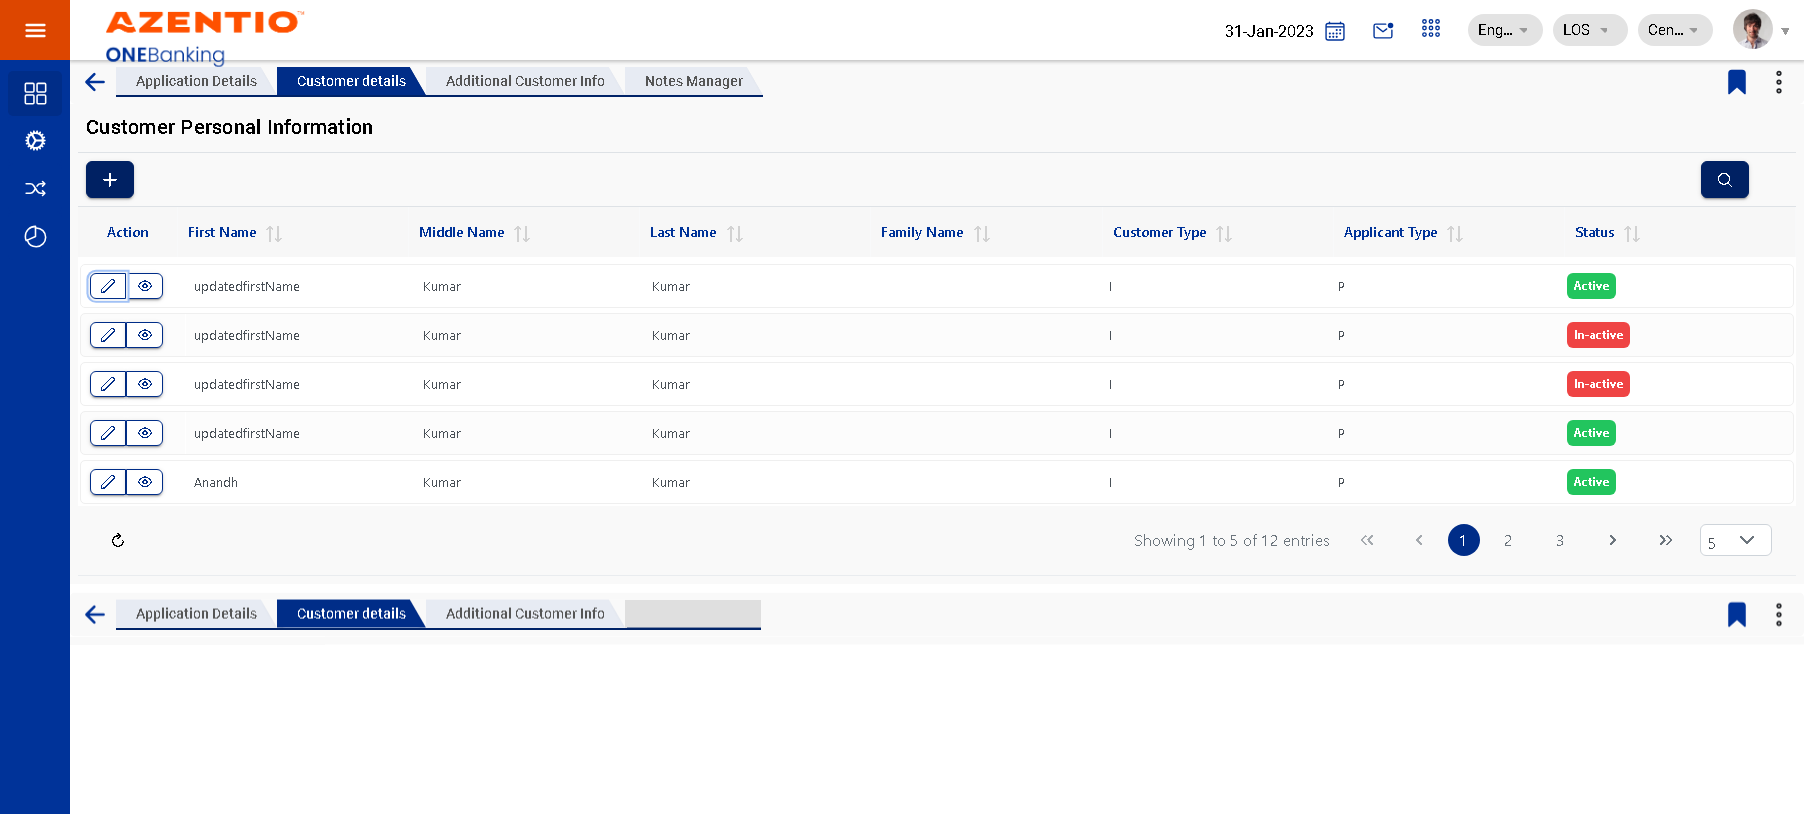 AZENTIO™
ONEBanking
31-Jan-2023 Eng... LOS Cen...
Application Details Customer details Additional Customer Info Notes Manager
Customer Personal Information
Action First Name Middle Name Last Name Family Name Customer Type Applicant Type Status
updatedfirstName Kumar Kumar I P Active
updatedfirstName Kumar Kumar I P In-active
updatedfirstName Kumar Kumar I P In-active
updatedfirstName Kumar Kumar I P Active
Anandh Kumar Kumar I P Active
Showing 1 to 5 of 12 entries 1 2 3 5
Application Details Customer details Additional Customer Info